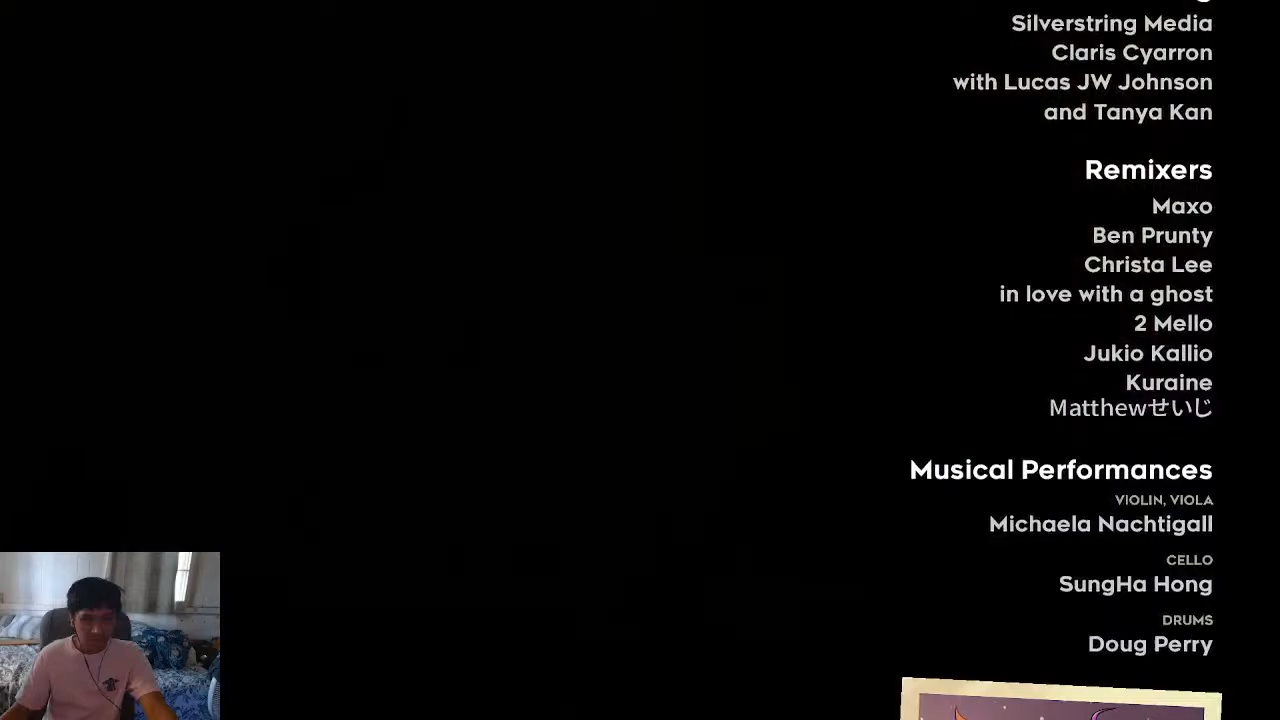 Silverstring Media
Claris Cyarron
with Lucas JW Johnson
and Tanya Kan
Remixers
Maxo
Ben Prunty
Christa Lee
in love with a ghost
2 Mello
Jukio Kallio
Kuraine
Matthewせいじ
Musical Performances
VIOLIN, VIOLA
Michaela Nachtigall
CELLO
SungHa Hong
DRUMS
Doug Perry